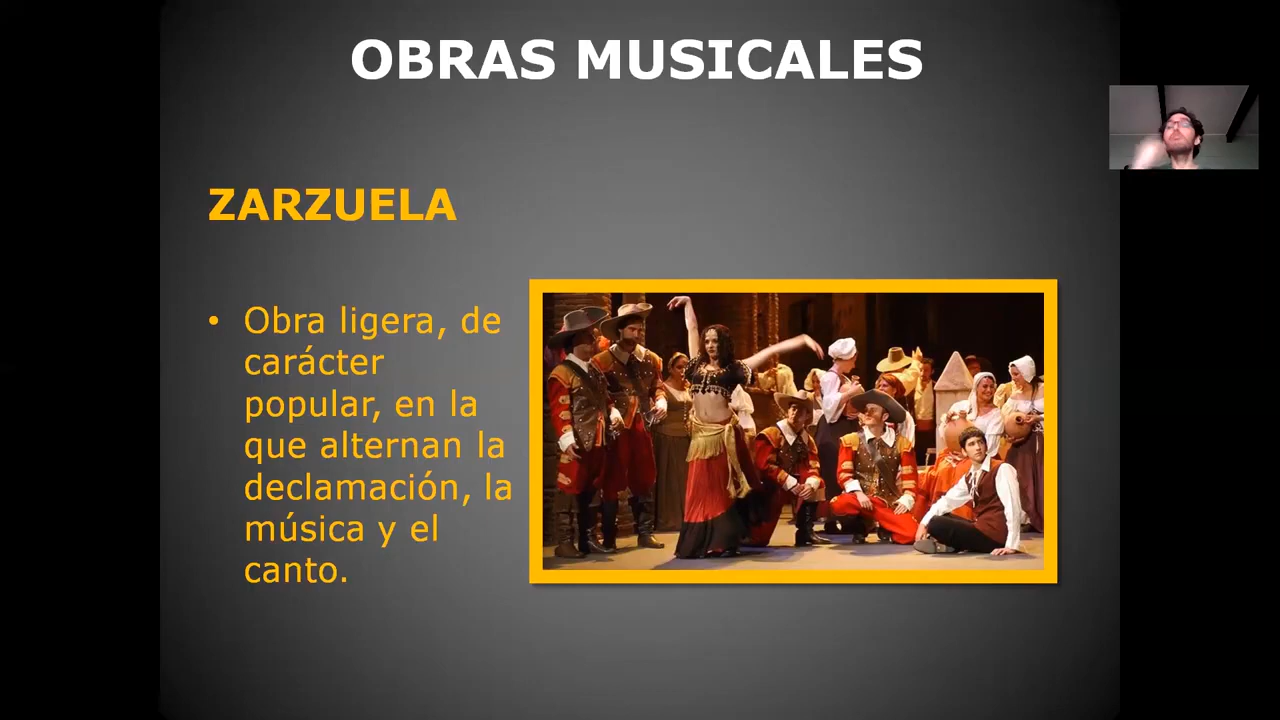 OBRAS MUSICALES
ZARZUELA
• Obra ligera, de
carácter
popular, en la
que alternan la
declamación, la
música y el
canto.